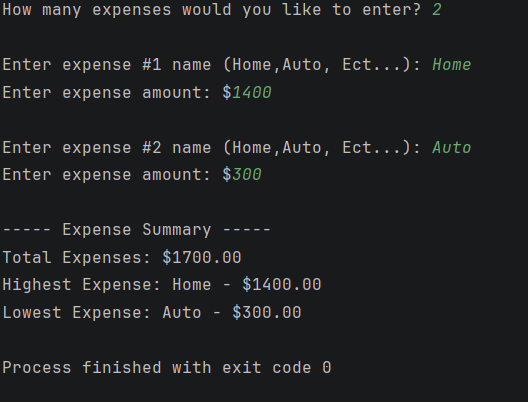 How many expenses would you like to enter? 2
Enter expense #1 name (Home,Auto, Ect...): Home
Enter expense amount: $1400
Enter expense #2 name (Home,Auto, Ect...): Auto
Enter expense amount: $300
----- Expense Summary -----
Total Expenses: $1700.00
Highest Expense: Home - $1400.00
Lowest Expense: Auto - $300.00
Process finished with exit code 0